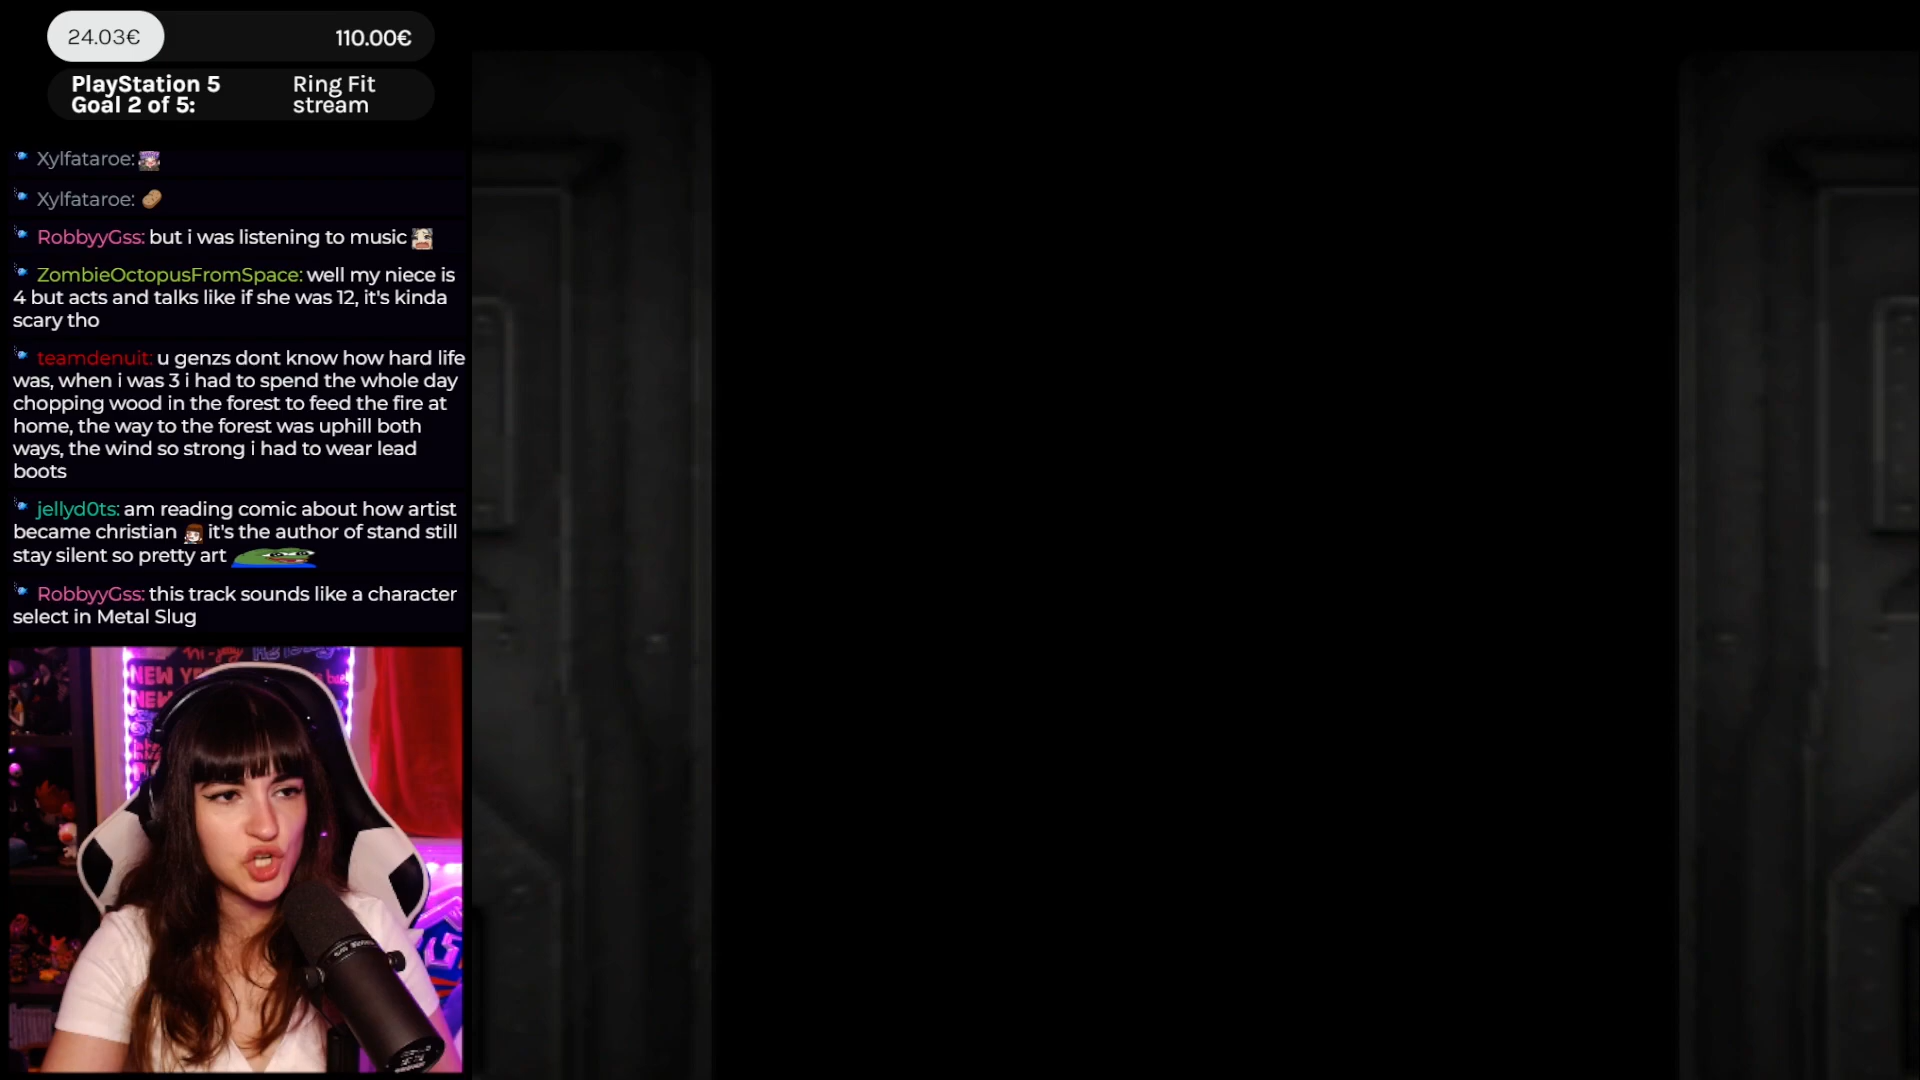 24.03€ 110.00€
PlayStation 5 Ring Fit
Goal 2 of 5: stream
Xylfataroe:
Xylfataroe:
RobbyyGss: but i was listening to music
ZombieOctopusFromSpace: well my niece is
4 but acts and talks like if she was 12, it's kinda
scary tho
teamdenuit: u genzs dont know how hard life
was, when i was 3 i had to spend the whole day
chopping wood in the forest to feed the fire at
home, the way to the forest was uphill both
ways, the wind so strong i had to wear lead
boots
jellyd0ts: am reading comic about how artist
became christian it's the author of stand still
stay silent so pretty art
RobbyyGss: this track sounds like a character
select in Metal Slug
hi-jelly
NEW
NEW